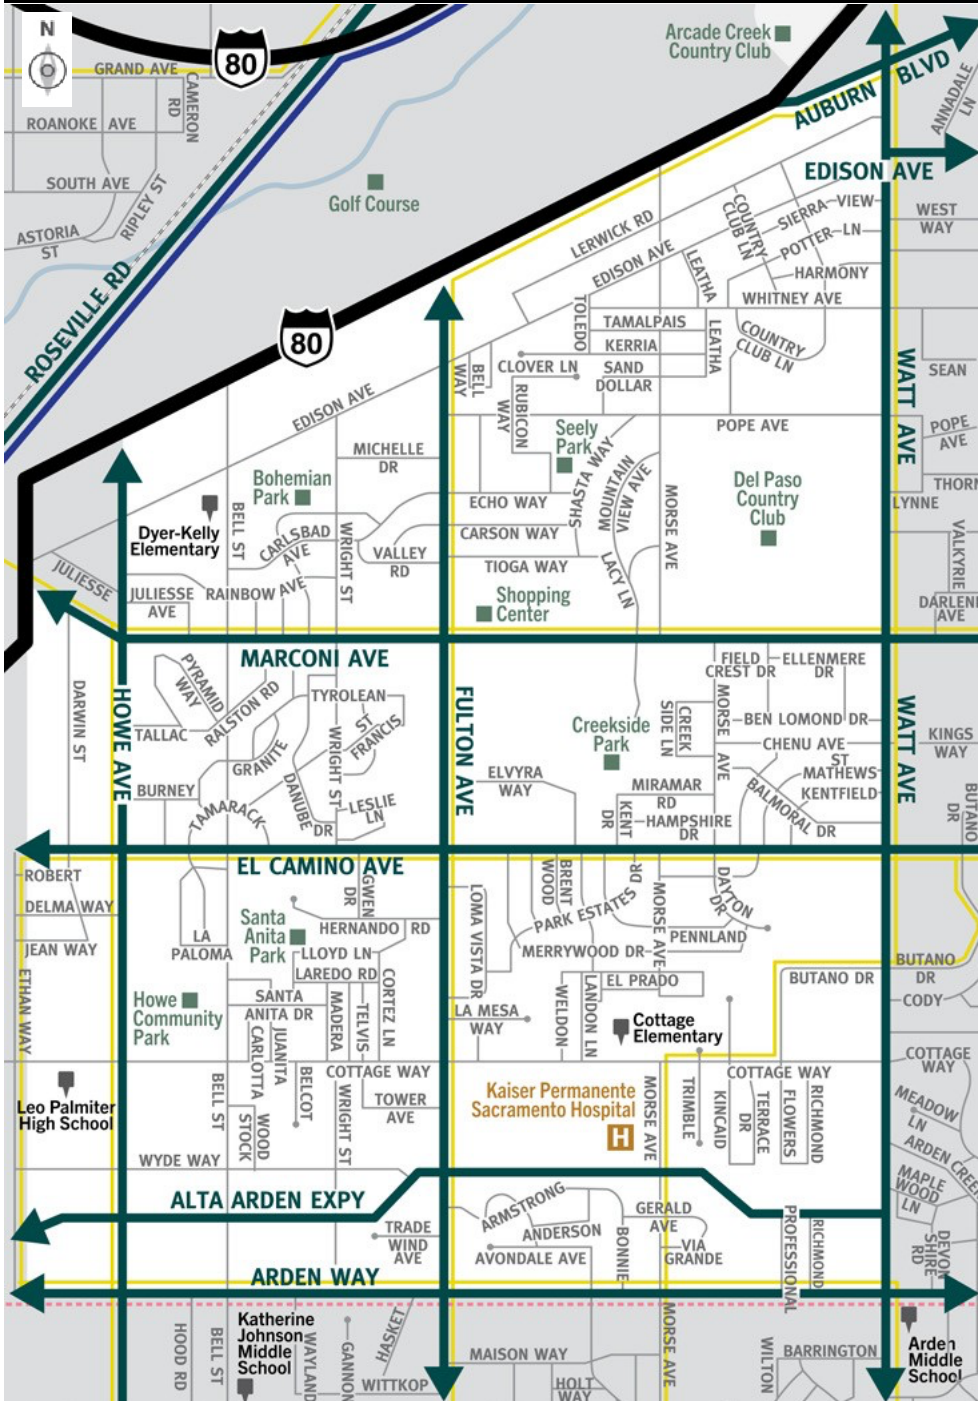 N
80
Arcade Creek
Country Club
BLVD
AUBURN
ANNADALE
LN
GRAND AVE
CAMERON
RD
ROANOKE AVE
EDISON AVE
SOUTH AVE
RIPLEY ST
Golf Course
ASTORIA
ST
LERWICK RD
COUNTRY
CLUB LN
SIERRA VIEW
WEST
WAY
POTTER LN
EDISON AVE
LEATHA
HARMONY
ROSEVILLE RD
80
TOLEDO
WHITNEY AVE
TAMALPAIS
LEATHA
COUNTRY
CLUB LN
KERRIA
WATT AVE
SEAN
CLOVER LN
SAND
DOLLAR
BELL
WAY
RUBICON
WAY
EDISON AVE
POPE AVE
POPE
AVE
MICHELLE
DR
Seely
Park
SHASTA WAY
MOUNTAIN
VIEW AVE
Bohemian
Park
Del Paso
Country
Club
THORN
LYNNE
ECHO WAY
MORSE AVE
Dyer-Kelly
Elementary
BELL ST
CARLSBAD
AVE
WRIGHT ST
CARSON WAY
VALKYRIE
VALLEY
RD
TIOGA WAY
LACY LN
JULIESSE
JULIESSE
AVE
RAINBOW AVE
Shopping
Center
DARLENE
AVE
MARCONI AVE
PYRAMID
WAY
FIELD
CREST DR
ELLENMERE
DR
DARWIN ST
HOWE AVE
RALSTON RD
TYROLEAN
FULTON AVE
MORSE
AVE
WATT AVE
TALLAC
ST
FRANCIS
Creekside
Park
CREEK
SIDE LN
BEN LOMOND DR
GRANITE
WRIGHT ST
CHENU AVE
KINGS
WAY
ST
MATHEWS
BURNEY
DANUBE
DR
ELVYRA
WAY
MIRAMAR
RD
BALMORAL DR
KENTFIELD
BUTANO
DR
TAMARACK
LESLIE
LN
KENT
DR
HAMPSHIRE
DR
EL CAMINO AVE
ROBERT
GWEN
DR
LOMA VISTA DR
BRENT
WOOD
DR
MORSE AVE
DAYTON
DR
DELMA WAY
Santa
Anita
Park
HERNANDO RD
PARK ESTATES
PENNLAND
JEAN WAY
LA
PALOMA
LLOYD LN
MERRYWOOD DR
BUTANO
DR
ETHAN WAY
LAREDO RD
CORTEZ LN
EL PRADO
BUTANO DR
Howe
Community
Park
SANTA
ANITA DR
MADERA
TELVIS
LA MESA
WAY
WELDON
LANDON LN
CODY
CARLOTTA
JUANITA
Cottage
Elementary
COTTAGE WAY
COTTAGE WAY
COTTAGE
WAY
Leo Palmiter
High School
BELL ST
WOOD
STOCK
BELCOT
WRIGHT ST
TOWER
AVE
Kaiser Permanente
Sacramento Hospital
H
MORSE AVE
TRIMBLE
KINCAID
TERRACE
DR
FLOWERS
RICHMOND
MEADOW
LN
ARDEN CREE
WYDE WAY
MAPLE
WOOD
LN
ALTA ARDEN EXPY
ARMSTRONG
ANDERSON
GERALD
AVE
PROFESSIONAL
RICHMOND
DEVON
SHIRE
RD
TRADE
WIND
AVE
AVONDALE AVE
BONNIE
VIA
GRANDE
ARDEN WAY
HOOD RD
BELL ST
Katherine
Johnson
Middle
School
WAYLAND
GANNON
HASKET
WITTKOP
MAISON WAY
HOLT
WAY
MORSE AVE
WILTON
BARRINGTON
Arden
Middle
School